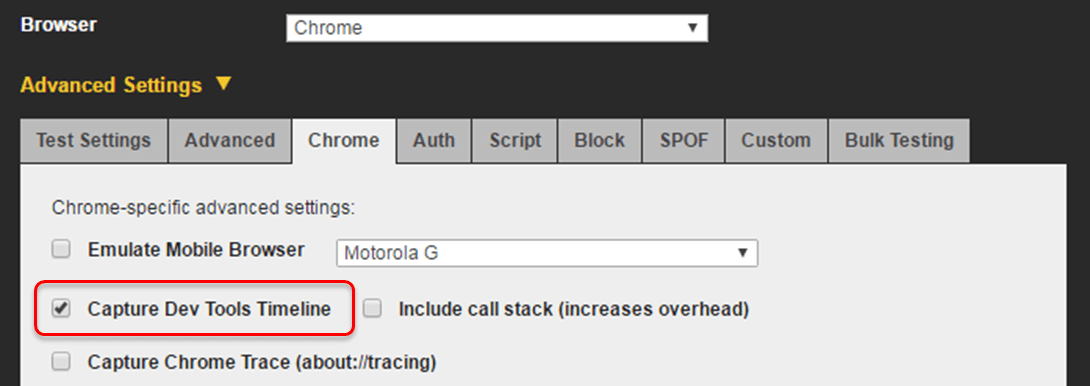 Browser
Chrome
Advanced Settings
Test Settings Advanced Chrome Auth Script Block SPOF Custom Bulk Testing
Chrome-specific advanced settings:
Emulate Mobile Browser Motorola G
Capture Dev Tools Timeline Include call stack (increases overhead)
Capture Chrome Trace (about://tracing)